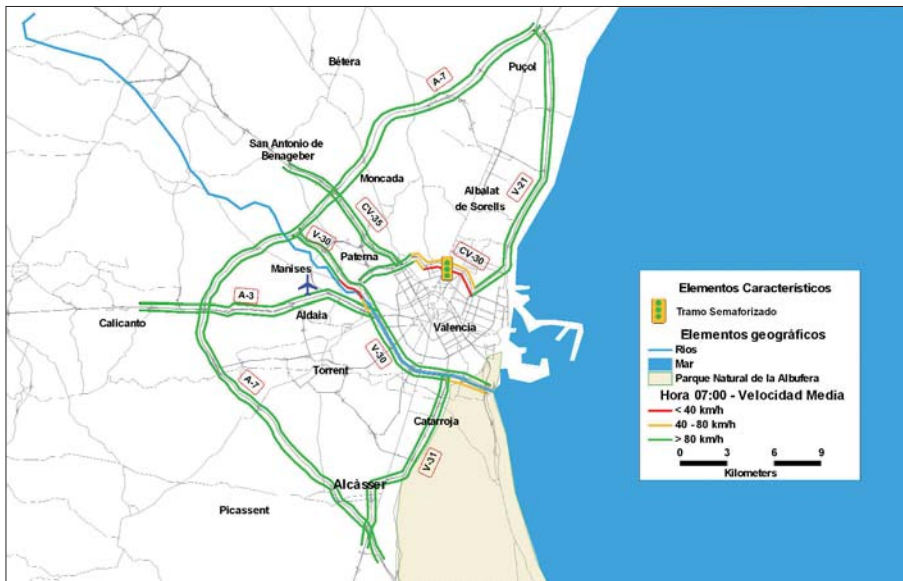 Bétera
Puçol
A-7
San Antonio de
Benageber
Moncada
Albalat
de Sorells
V-21
CV-35
V-30
Paterna
CV-30
Manises
A-3
Aldaia
Calicanto
Valencia
V-30
Torrent
A-7
Catarroja
V-31
Alcàsser
Picassent
Elementos Característicos
Tramo Semaforizado
Elementos geográficos
Rios
Mar
Parque Natural de la Albufera
Hora 07:00 - Velocidad Media
< 40 km/h
40 - 80 km/h
> 80 km/h
0 3 6 9
Kilometers